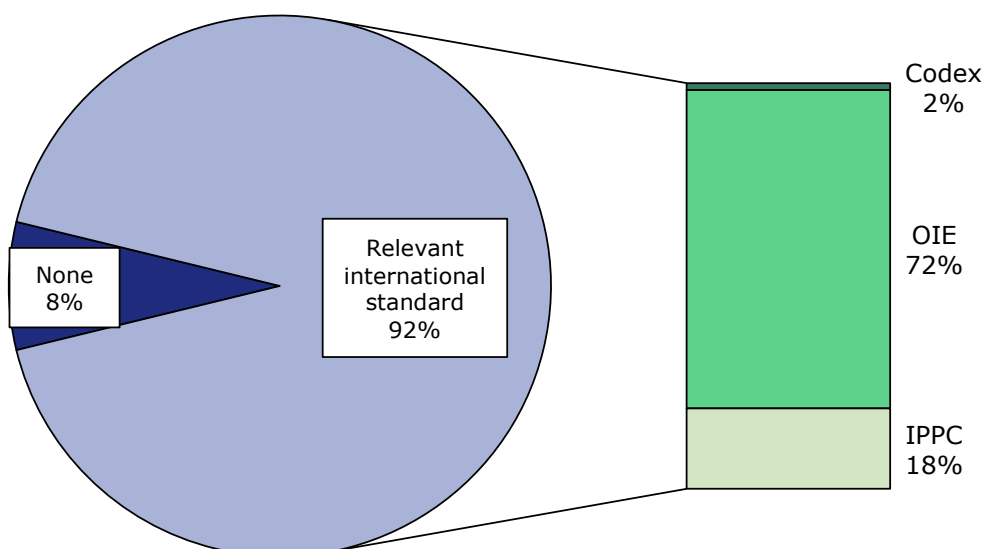 None
8%
Relevant
international
standard
92%
Codex
2%
OIE
72%
IPPC
18%